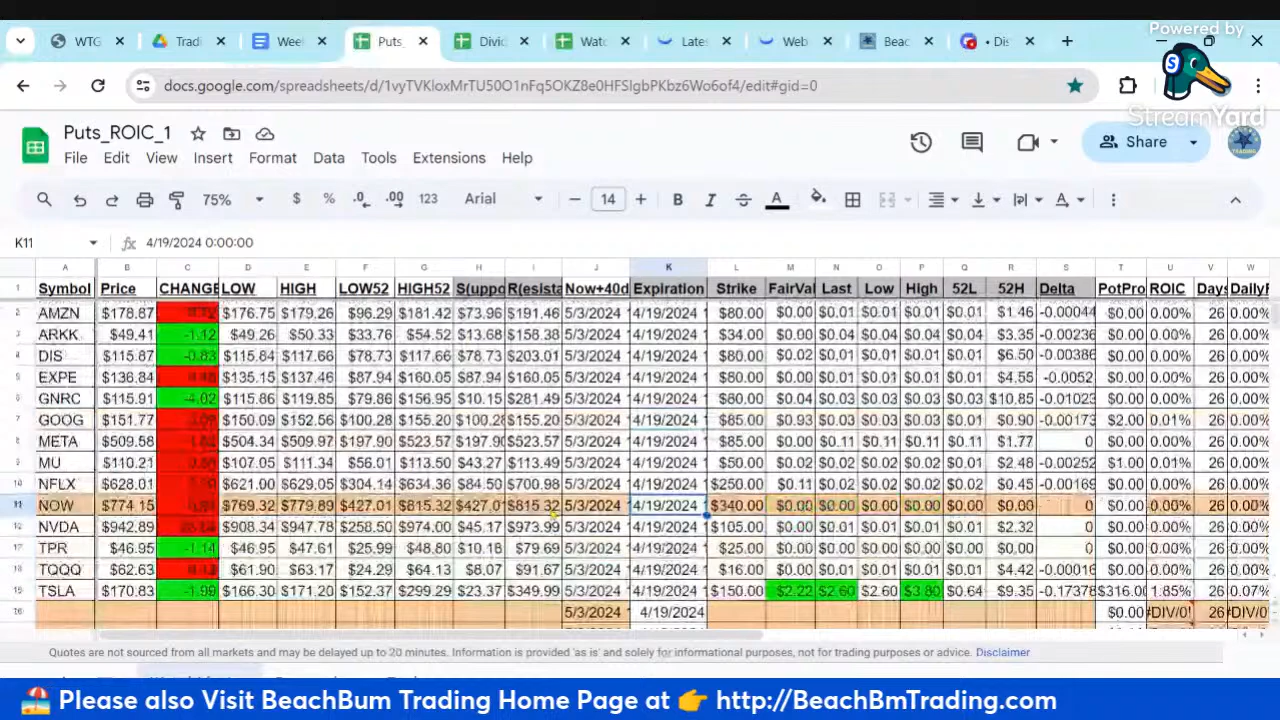 Powered by
WTG Tradi Weel Puts_ Divic Watc Lates Web Beac • Dis
docs.google.com/spreadsheets/d/1vyTVKloxMrTU50O1nFq5OKZ8e0HFSlgbPKbz6Wo6of4/edit#gid=0
StreamYard
Puts_ROIC_1
File Edit View Insert Format Data Tools Extensions Help
Share
75% $ % .0 .00 123 Arial 14 B I
K11 fx 4/19/2024 0:00:00
A B C D E F G H I J K L M N O P Q R S T U V W
1 Symbol Price CHANGE LOW HIGH LOW52 HIGH52 S(uppo R(esista Now+40d Expiration Strike FairVal Last Low High 52L 52H Delta PotPro ROIC Days DailyF
2 AMZN $178.87 $176.75 $179.26 $96.29 $181.42 $73.96 $191.46 5/3/2024 4/19/2024 $80.00 $0.00 $0.01 $0.01 $0.01 $0.01 $1.46 -0.00044 $0.00 0.00% 26 0.00%
ARKK $49.41 -1.12 $49.26 $50.33 $33.76 $54.52 $13.68 $158.38 5/3/2024 4/19/2024 $34.00 $0.00 $0.04 $0.04 $0.04 $0.03 $3.35 -0.00236 $0.00 0.00% 26 0.00%
DIS $115.87 -0.83 $115.84 $117.66 $78.73 $117.66 $78.73 $203.01 5/3/2024 4/19/2024 $80.00 $0.02 $0.01 $0.01 $0.01 $0.01 $6.50 -0.00386 $0.00 0.00% 26 0.00%
EXPE $136.84 $135.15 $137.46 $87.94 $160.05 $87.94 $160.05 5/3/2024 4/19/2024 $80.00 $0.00 $0.01 $0.01 $0.01 $0.01 $4.55 -0.0052 $0.00 0.00% 26 0.00%
6 GNRC $115.91 -4.02 $115.86 $119.85 $79.86 $156.95 $10.15 $281.49 5/3/2024 4/19/2024 $80.00 $0.04 $0.03 $0.03 $0.03 $0.03 $10.85 -0.01023 $0.00 0.00% 26 0.00%
7 GOOG $151.77 $150.09 $152.56 $100.28 $155.20 $100.28 $155.20 5/3/2024 4/19/2024 $85.00 $0.93 $0.03 $0.03 $0.03 $0.01 $0.90 -0.00173 $2.00 0.01% 26 0.00%
META $509.58 $504.34 $509.97 $197.90 $523.57 $197.90 $523.57 5/3/2024 4/19/2024 $85.00 $0.00 $0.11 $0.11 $0.11 $0.11 $1.77 0 $0.00 0.00% 26 0.00%
MU $110.21 $107.05 $111.34 $56.01 $113.50 $43.27 $113.49 5/3/2024 4/19/2024 $50.00 $0.02 $0.02 $0.02 $0.02 $0.01 $2.48 -0.00252 $0.00 0.00% 26 0.00%
10 NFLX $628.01 $621.00 $629.05 $304.14 $634.36 $84.50 $700.98 5/3/2024 4/19/2024 $250.00 $0.11 $0.02 $0.02 $0.02 $0.02 $0.45 -0.00169 $0.00 0.00% 26 0.00%
11 NOW $774.15 $769.32 $779.89 $427.01 $815.32 $427.01 $815.32 5/3/2024 4/19/2024 $340.00 $0.00 $0.00 $0.00 $0.00 $0.00 $0.00 0 $0.00 0.00% 26 0.00%
NVDA $942.89 $908.34 $947.78 $258.50 $974.00 $45.17 $973.99 5/3/2024 4/19/2024 $105.00 $0.00 $0.01 $0.01 $0.01 $0.01 $2.32 0 $0.00 0.00% 26 0.00%
TPR $46.95 -1.14 $46.95 $47.61 $25.99 $48.80 $10.18 $79.69 5/3/2024 4/19/2024 $25.00 $0.00 $0.00 $0.00 $0.00 $0.00 $0.00 0 $0.00 0.00% 26 0.00%
TQQQ $62.63 $61.90 $63.17 $24.29 $64.13 $8.07 $91.67 5/3/2024 4/19/2024 $16.00 $0.00 $0.01 $0.01 $0.01 $0.01 $4.42 -0.00016 $0.00 0.00% 26 0.00%
TSLA $170.83 -1.99 $166.30 $171.20 $152.37 $299.29 $23.37 $349.99 5/3/2024 4/19/2024 $150.00 $2.22 $2.60 $2.60 $3.80 $0.64 $9.35 -0.17378 $316.00 1.85% 26 0.07%
5/3/2024 4/19/2024 $0.00 #DIV/0! 26 #DIV/0
Quotes are not sourced from all markets and may be delayed up to 20 minutes. Information is provided 'as is' and solely for informational purposes, not for trading purposes or advice. Disclaimer
Please also Visit BeachBum Trading Home Page at http://BeachBmTrading.com